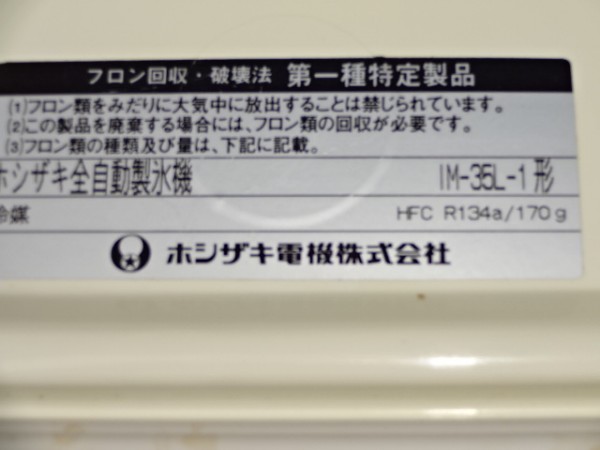 フロン回収・破壊法 第一種特定製品
(1)フロン類をみだりに大気中に放出することは禁じられています。
(2)この製品を廃棄する場合には、フロン類の回収が必要です。
(3)フロン類の種類及び量は、下記に記載。
ホシザキ全自動製氷機 IM-35L-1形
冷媒 HFC R134a/170g
ホシザキ電機株式会社